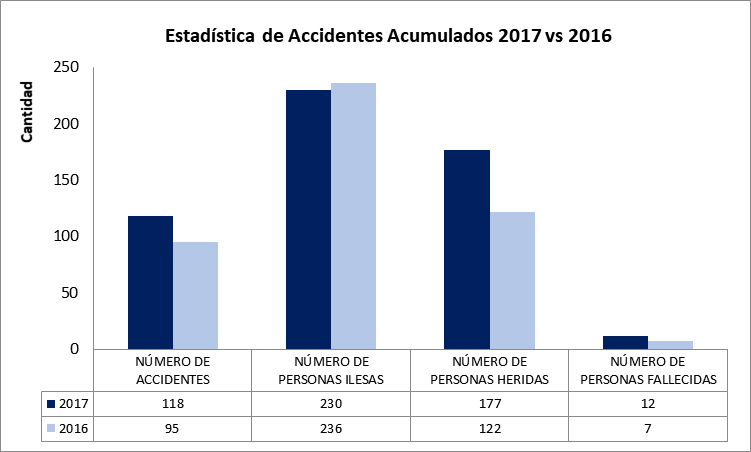 Estadística de Accidentes Acumulados 2017 vs 2016
Cantidad
250
200
150
100
50
0
NÚMERO DE ACCIDENTES
NÚMERO DE PERSONAS ILESAS
NÚMERO DE PERSONAS HERIDAS
NÚMERO DE PERSONAS FALLECIDAS
2017 118 230 177 12
2016 95 236 122 7